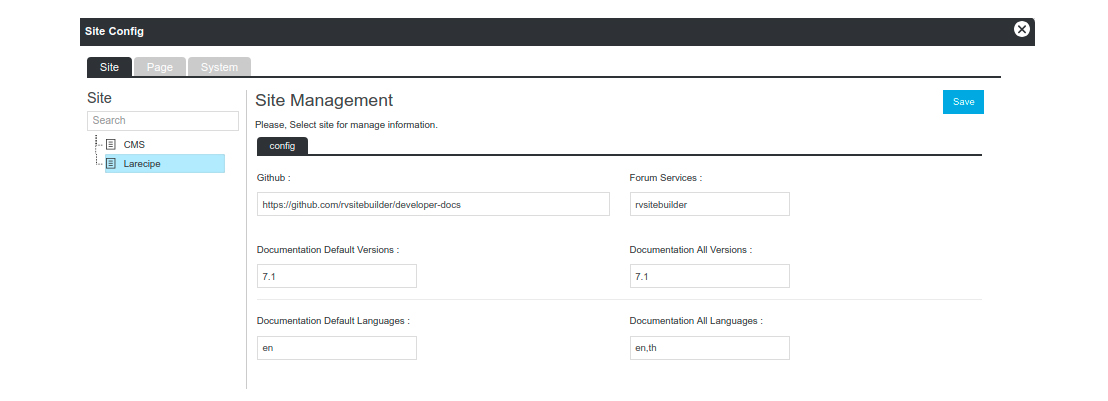 Site Config
Site Page System
Site
Search
CMS
Larecipe
Site Management
Save
Please, Select site for manage information.
config
Github :
Forum Services :
https://github.com/rvsitebuilder/developer-docs
rvsitebuilder
Documentation Default Versions :
Documentation All Versions :
7.1
7.1
Documentation Default Languages :
Documentation All Languages :
en
en,th